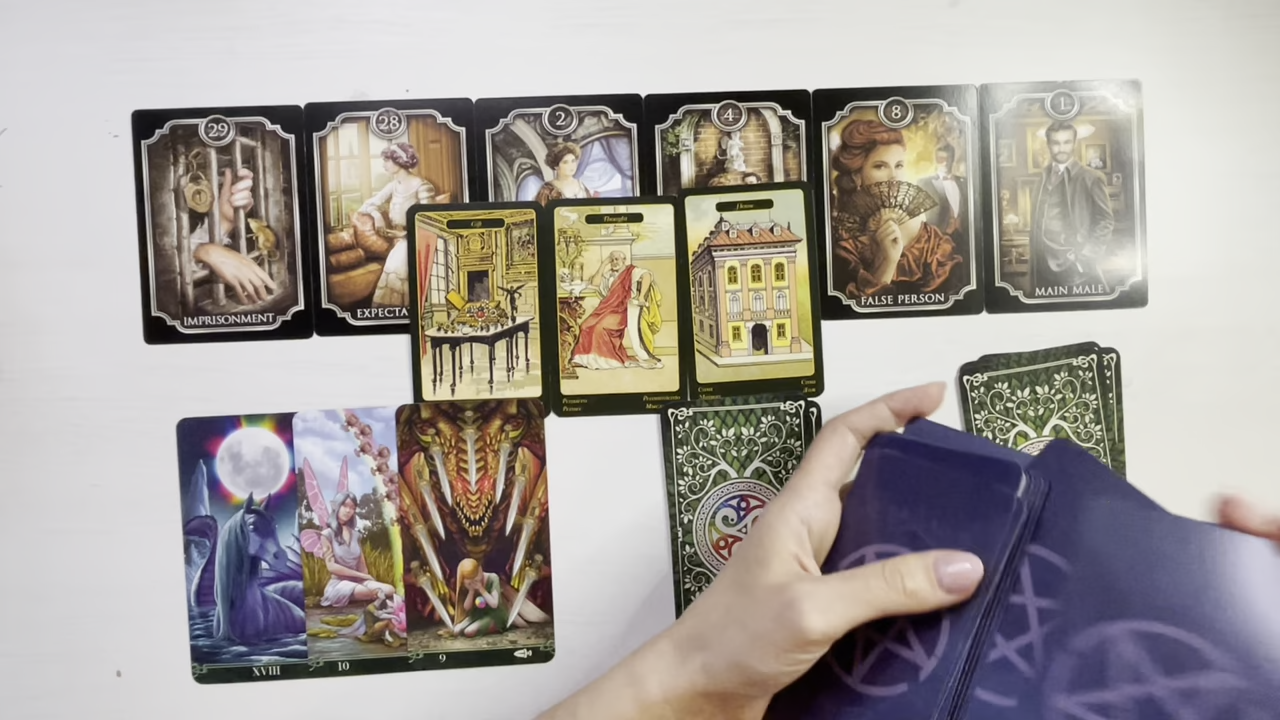 29
28
2
4
8
1
IMPRISONMENT
EXPECTA
FALSE PERSON
MAIN MALE
Gift
Thought
House
XVIII
10
9